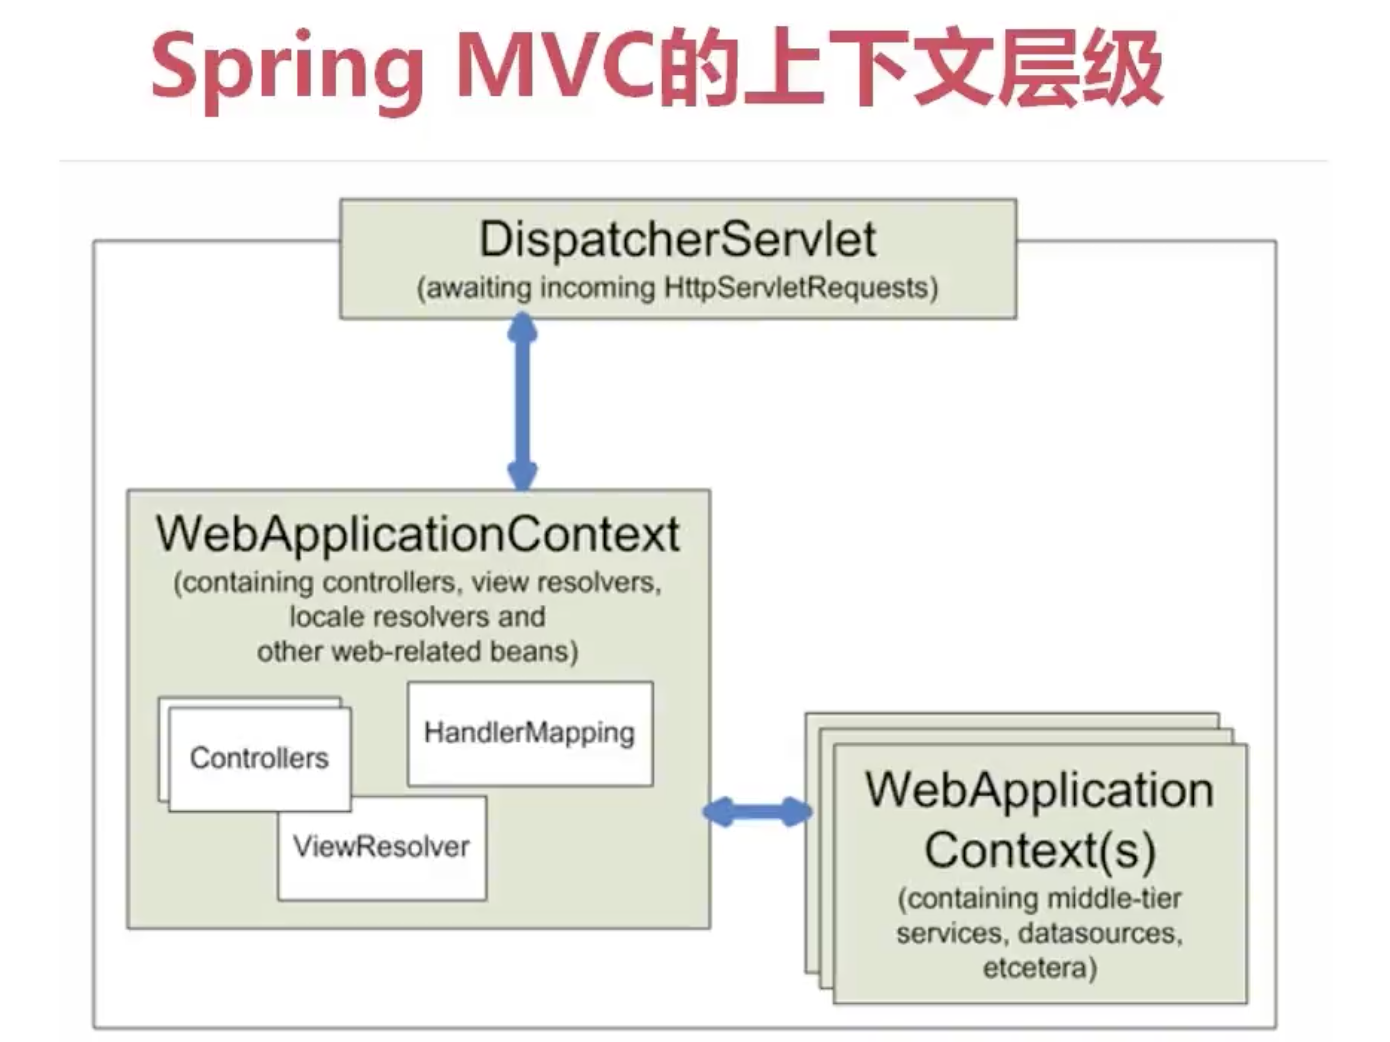 Spring MVC的上下文层级
DispatcherServlet
(awaiting incoming HttpServletRequests)
WebApplicationContext
(containing controllers, view resolvers,
locale resolvers and
other web-related beans)
HandlerMapping
Controllers
ViewResolver
WebApplication
Context(s)
(containing middle-tier
services, datasources,
etcetera)